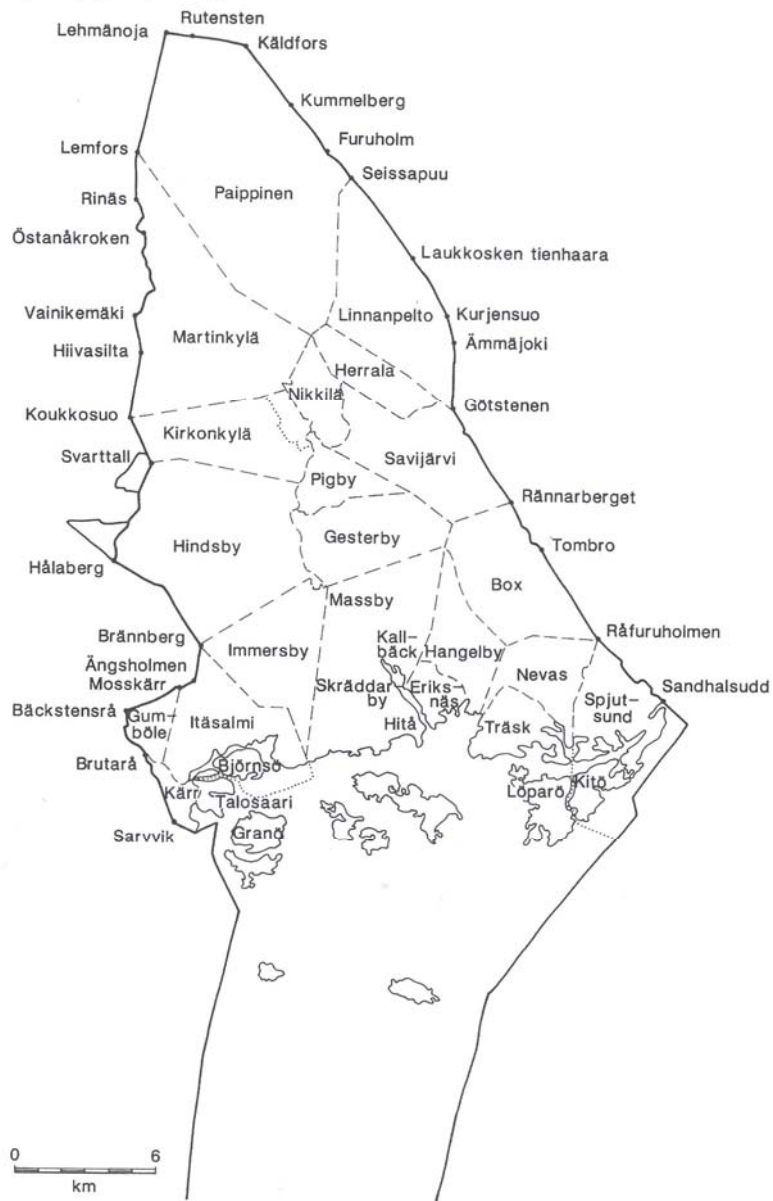 Rutensten
Lehmänoja
Käldfors
Kummelberg
Furuholm
Lemfors
Seissapuu
Paippinen
Rinäs
Östanåkroken
Laukkosken tienhaara
Vainikemäki
Linnanpelto
Kurjensuo
Martinkylä
Ämmäjoki
Hiivasilta
Herrala
Nikkilä
Götstenen
Koukkosuo
Kirkonkylä
Svarttall
Savijärvi
Pigby
Rännarberget
Gesterby
Hindsby
Tombro
Hålaberg
Box
Massby
Brännberg
Kall-
bäck
Hangelby
Råfuruholmen
Immersby
Ängsholmen
Nevas
Mosskärr
Skräddar
by
Eriks-
näs
Spjut-
sund
Sandhalsudd
Bäckstensrå
Gum-
böle
Itäsalmi
Hitå
Träsk
Brutarå
Björnsö
Kärr
Löparö
Kitö
Talosaari
Sarvvik
Granö
0 6
km